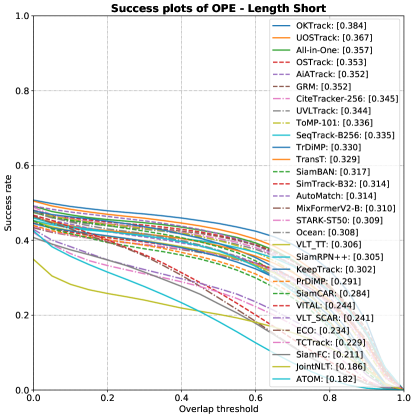 Success plots of OPE - Length Short
OKTrack: [0.384]
UOSTrack: [0.367]
All-in-One: [0.357]
OSTrack: [0.353]
AiATrack: [0.352]
GRM: [0.352]
CiteTracker-256: [0.345]
UVLTrack: [0.344]
ToMP-101: [0.336]
SeqTrack-B256: [0.335]
TrDiMP: [0.330]
TransT: [0.329]
SiamBAN: [0.317]
SimTrack-B32: [0.314]
AutoMatch: [0.314]
MixFormerV2-B: [0.310]
STARK-ST50: [0.309]
Ocean: [0.308]
VLT_TT: [0.306]
SiamRPN++: [0.305]
KeepTrack: [0.302]
PrDiMP: [0.291]
SiamCAR: [0.284]
VITAL: [0.244]
VLT_SCAR: [0.241]
ECO: [0.234]
TCTrack: [0.229]
SiamFC: [0.211]
JointNLT: [0.186]
ATOM: [0.182]
Success rate
1.0
0.8
0.6
0.4
0.2
0.0
0.0 0.2 0.4 0.6 0.8 1.0
Overlap threshold